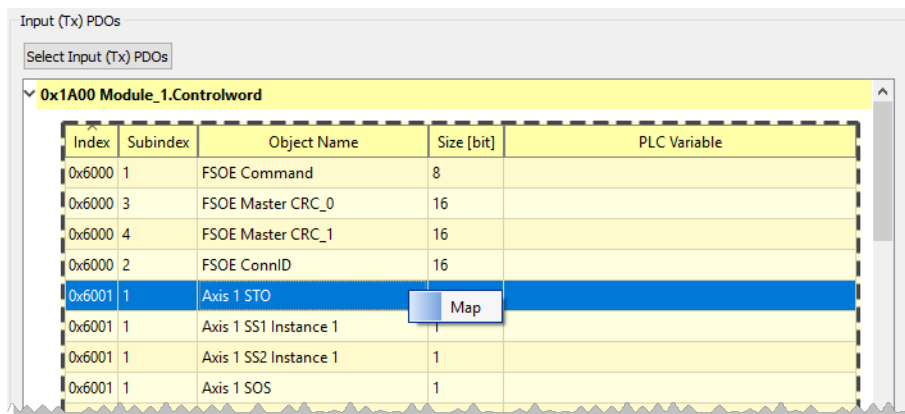 Input (Tx) PDOs
Select Input (Tx) PDOs
0x1A00 Module_1.Controlword
Index Subindex Object Name Size [bit] PLC Variable
0x6000 1 FSOE Command 8
0x6000 3 FSOE Master CRC_0 16
0x6000 4 FSOE Master CRC_1 16
0x6000 2 FSOE ConnID 16
0x6001 1 Axis 1 STO
Map
0x6001 1 Axis 1 SS1 Instance 1 1
0x6001 1 Axis 1 SS2 Instance 1 1
0x6001 1 Axis 1 SOS 1